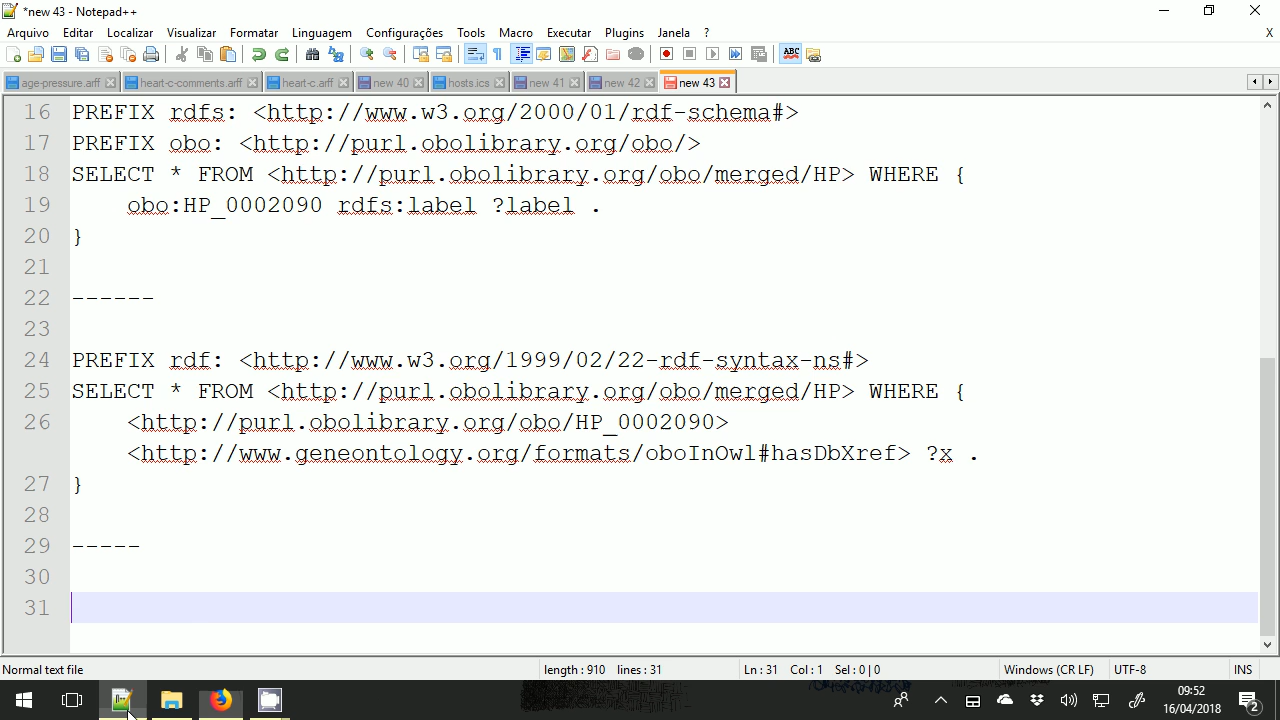 *new 43 - Notepad++
Arquivo Editar Localizar Visualizar Formatar Linguagem Configurações Tools Macro Executar Plugins Janela ? X
age-pressure.arff heart-c-comments.arff heart-c.arff new 40 hosts.ics new 41 new 42 new 43
16 PREFIX rdfs: <http://www.w3.org/2000/01/rdf-schema#>
17 PREFIX obo: <http://purl.obolibrary.org/obo/>
18 SELECT * FROM <http://purl.obolibrary.org/obo/merged/HP> WHERE {
19 obo:HP_0002090 rdfs:label ?label .
20 }
21
22 ------
23
24 PREFIX rdf: <http://www.w3.org/1999/02/22-rdf-syntax-ns#>
25 SELECT * FROM <http://purl.obolibrary.org/obo/merged/HP> WHERE {
26 <http://purl.obolibrary.org/obo/HP_0002090>
<http://www.geneontology.org/formats/oboInOwl#hasDbXref> ?x .
27 }
28
29 -----
30
31
Normal text file length : 910 lines : 31 Ln : 31 Col : 1 Sel : 0 | 0 Windows (CR LF) UTF-8 INS
09:52
16/04/2018
2